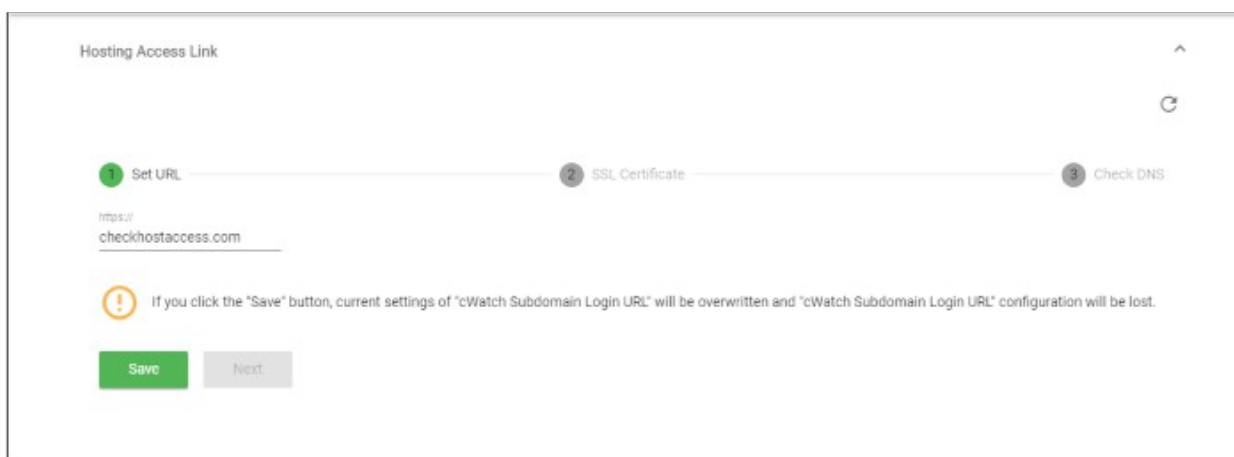 Hosting Access Link
1 Set URL
2 SSL Certificate
3 Check DNS
https://
checkhostaccess.com
If you click the "Save" button, current settings of "cWatch Subdomain Login URL" will be overwritten and "cWatch Subdomain Login URL" configuration will be lost.
Save
Next